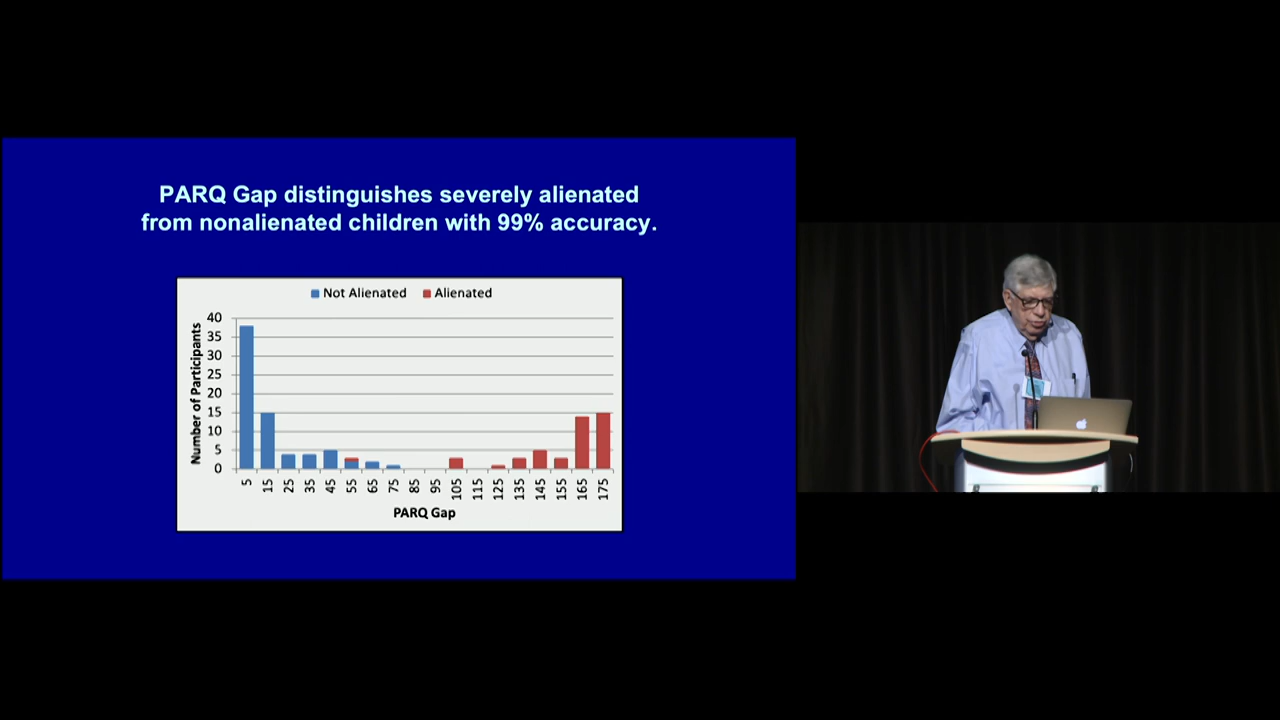 PARQ Gap distinguishes severely alienated
from nonalienated children with 99% accuracy.
Not Alienated Alienated
Number of Participants
40
35
30
25
20
15
10
5
0
5 15 25 35 45 55 65 75 85 95 105 115 125 135 145 155 165 175
PARQ Gap